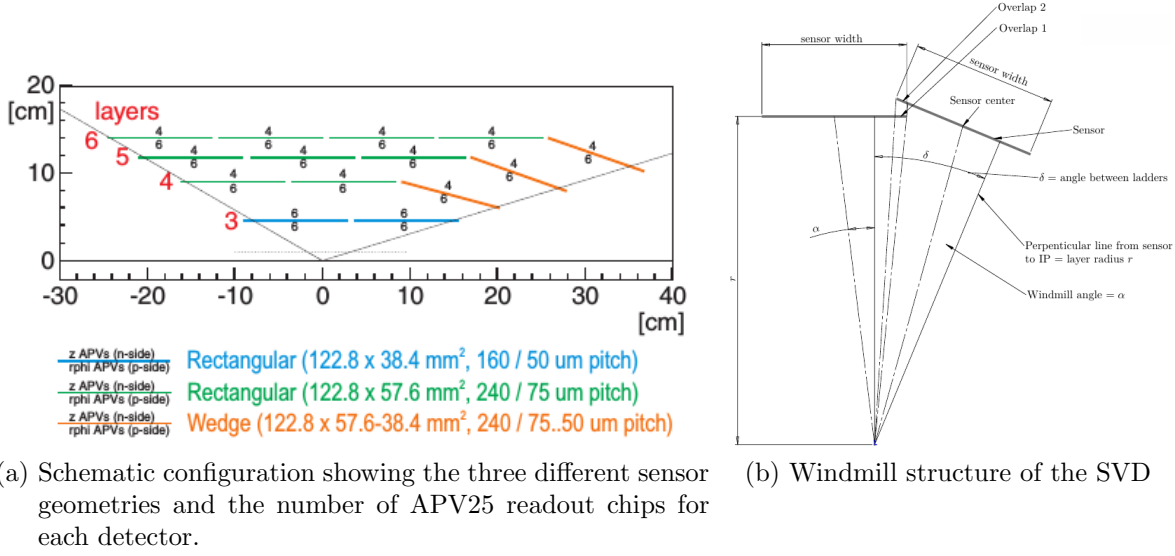 20
[cm]
10
0
layers
6
5
4
3
4
6
4
6
4
6
4
6
4
6
4
6
4
6
4
6
4
6
4
6
4
6
4
6
6
6
6
6
-30
-20
-10
0
10
20
30
40
[cm]
z APVs (n-side)
rphi APVs (p-side)
Rectangular (122.8 x 38.4 mm², 160 / 50 um pitch)
z APVs (n-side)
rphi APVs (p-side)
Rectangular (122.8 x 57.6 mm², 240 / 75 um pitch)
z APVs (n-side)
rphi APVs (p-side)
Wedge (122.8 x 57.6-38.4 mm², 240 / 75..50 um pitch)
a) Schematic configuration showing the three different sensor
geometries and the number of APV25 readout chips for
each detector.
Overlap 2
Overlap 1
sensor width
sensor width
Sensor center
Sensor
δ
δ = angle between ladders
α
Perpenticular line from sensor
to IP = layer radius r
r
Windmill angle = α
(b) Windmill structure of the SVD